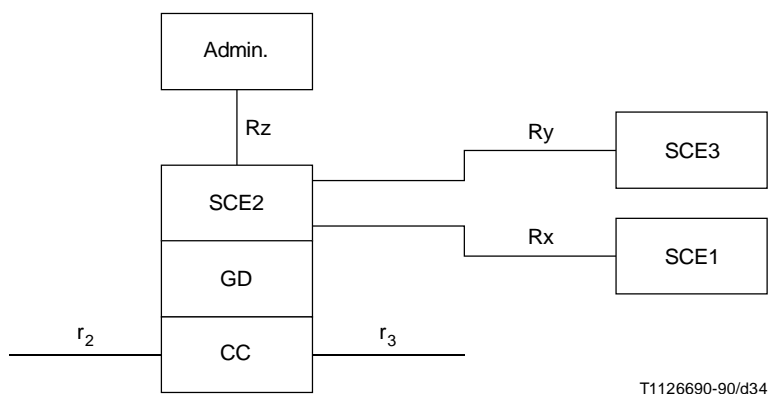 Admin.
Rz
Ry
SCE3
SCE2
Rx
SCE1
GD
r2
CC
r3
T1126690-90/d34